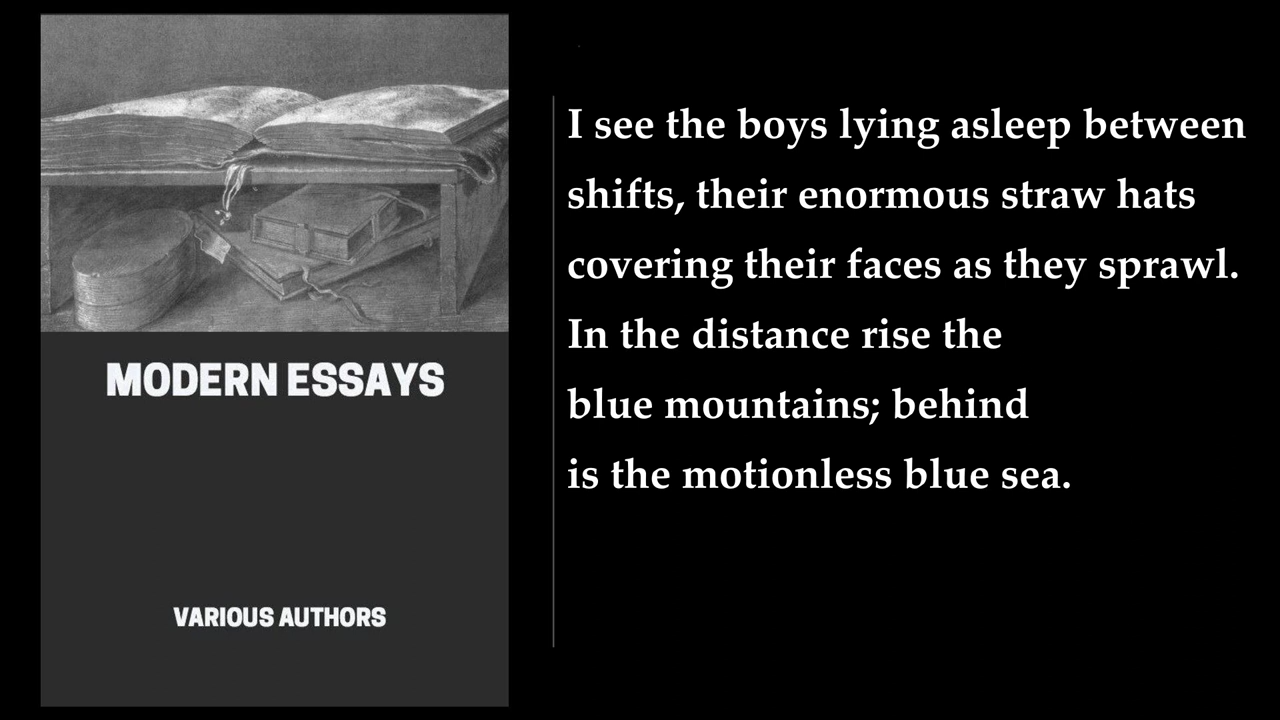 MODERN ESSAYS
VARIOUS AUTHORS
I see the boys lying asleep between
shifts, their enormous straw hats
covering their faces as they sprawl.
In the distance rise the
blue mountains; behind
is the motionless blue sea.